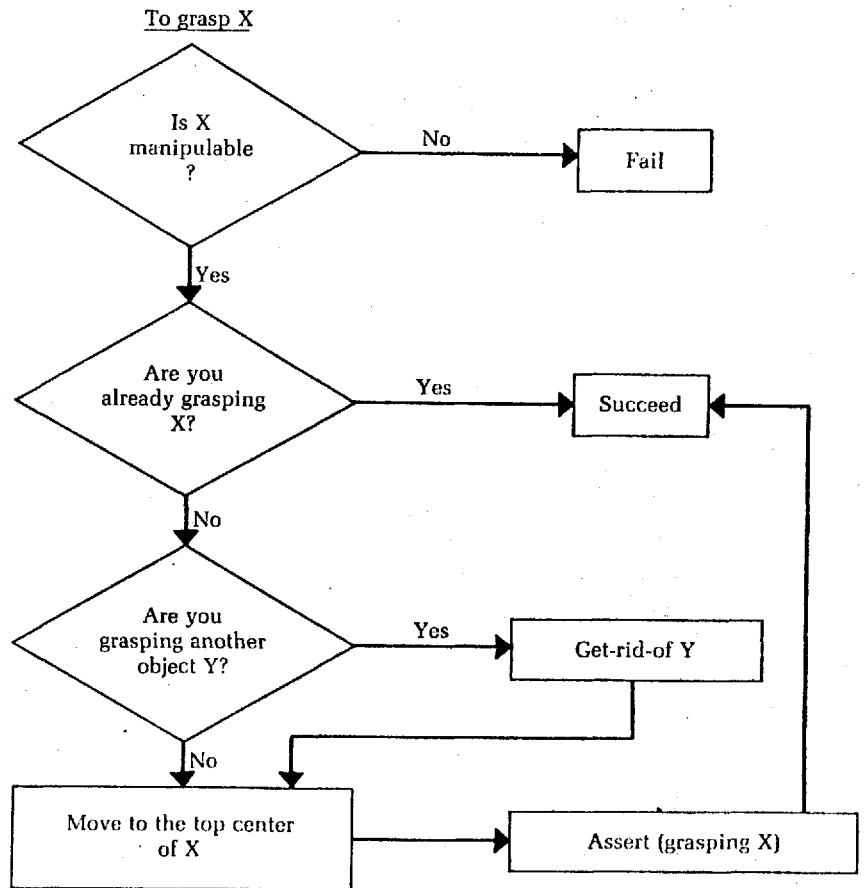 To grasp X
Is X
manipulable
?
No
Fail
Yes
Are you
already grasping
X?
Yes
Succeed
No
Are you
grasping another
object Y?
Yes
Get-rid-of Y
No
Move to the top center
of X
Assert (grasping X)